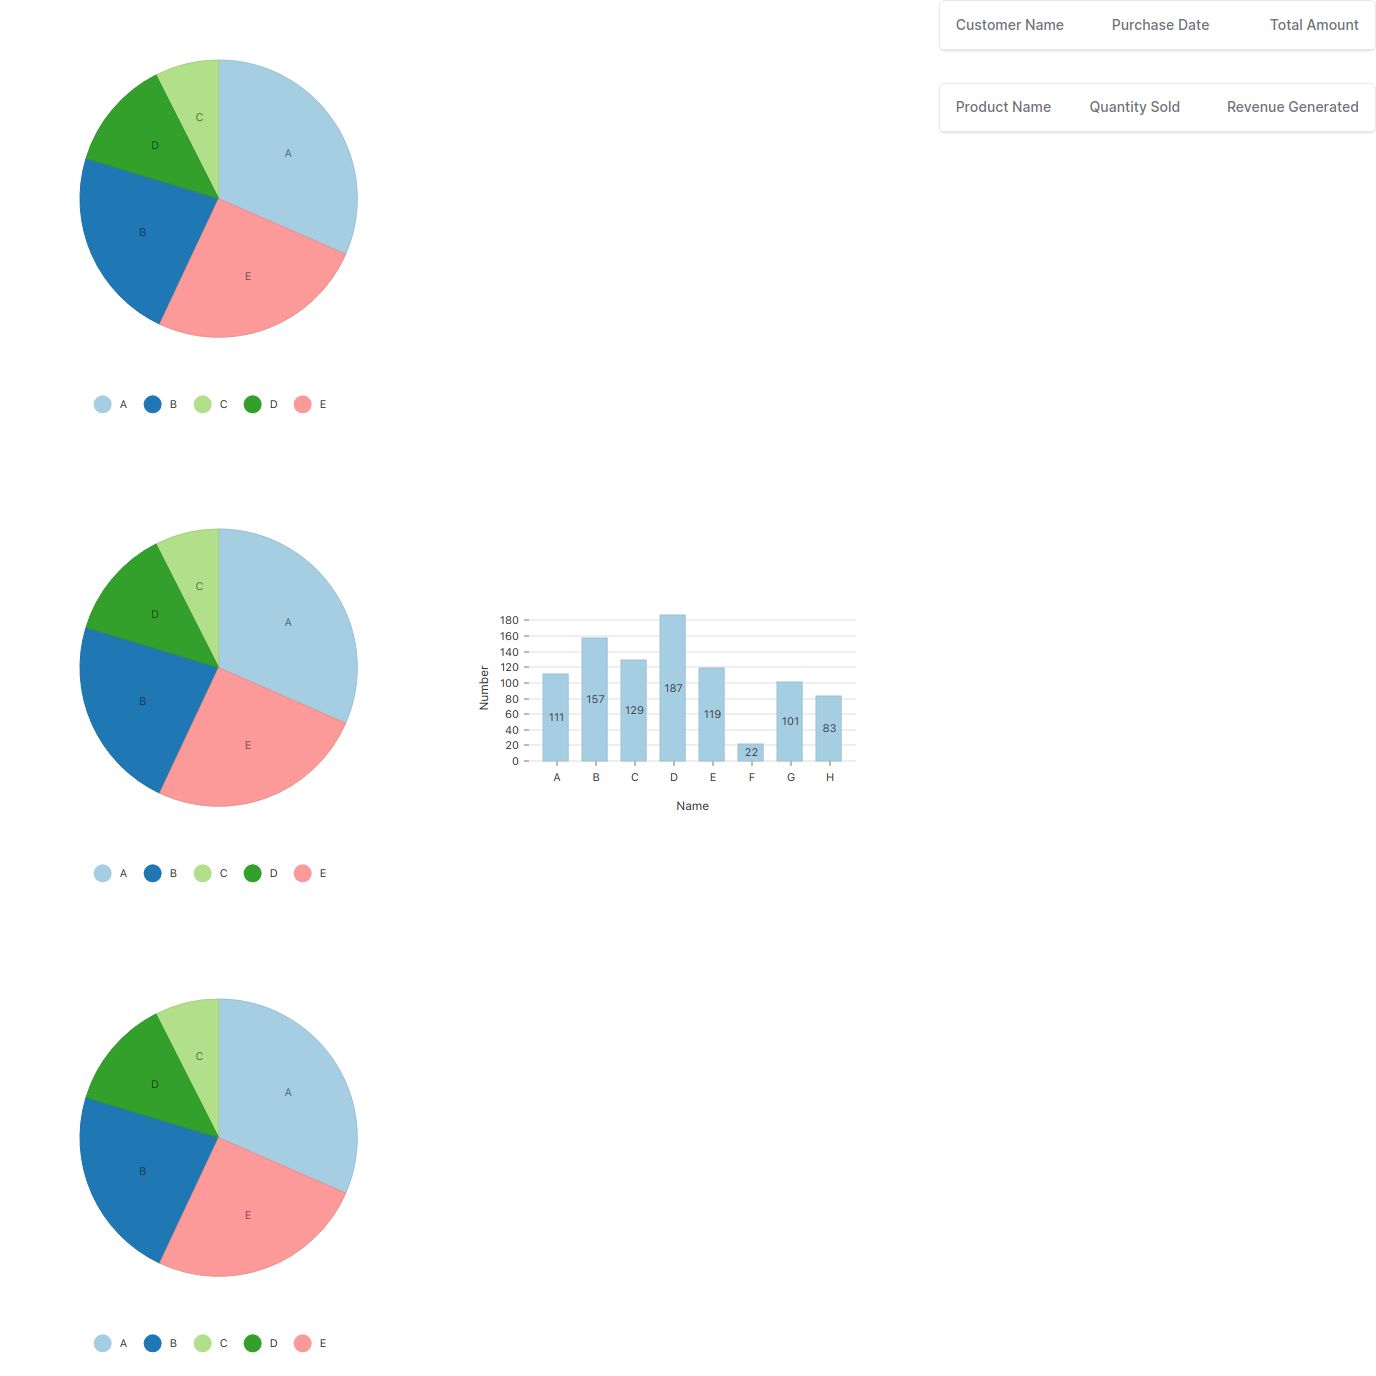 Customer Name Purchase Date Total Amount
Product Name Quantity Sold Revenue Generated
C
A
D
B
E
A B C D E
C
A
D
B
E
A B C D E
180
160
140
120
100
80
60
40
20
0
Number
111 157 129 187 119 22 101 83
A B C D E F G H
Name
C
A
D
B
E
A B C D E